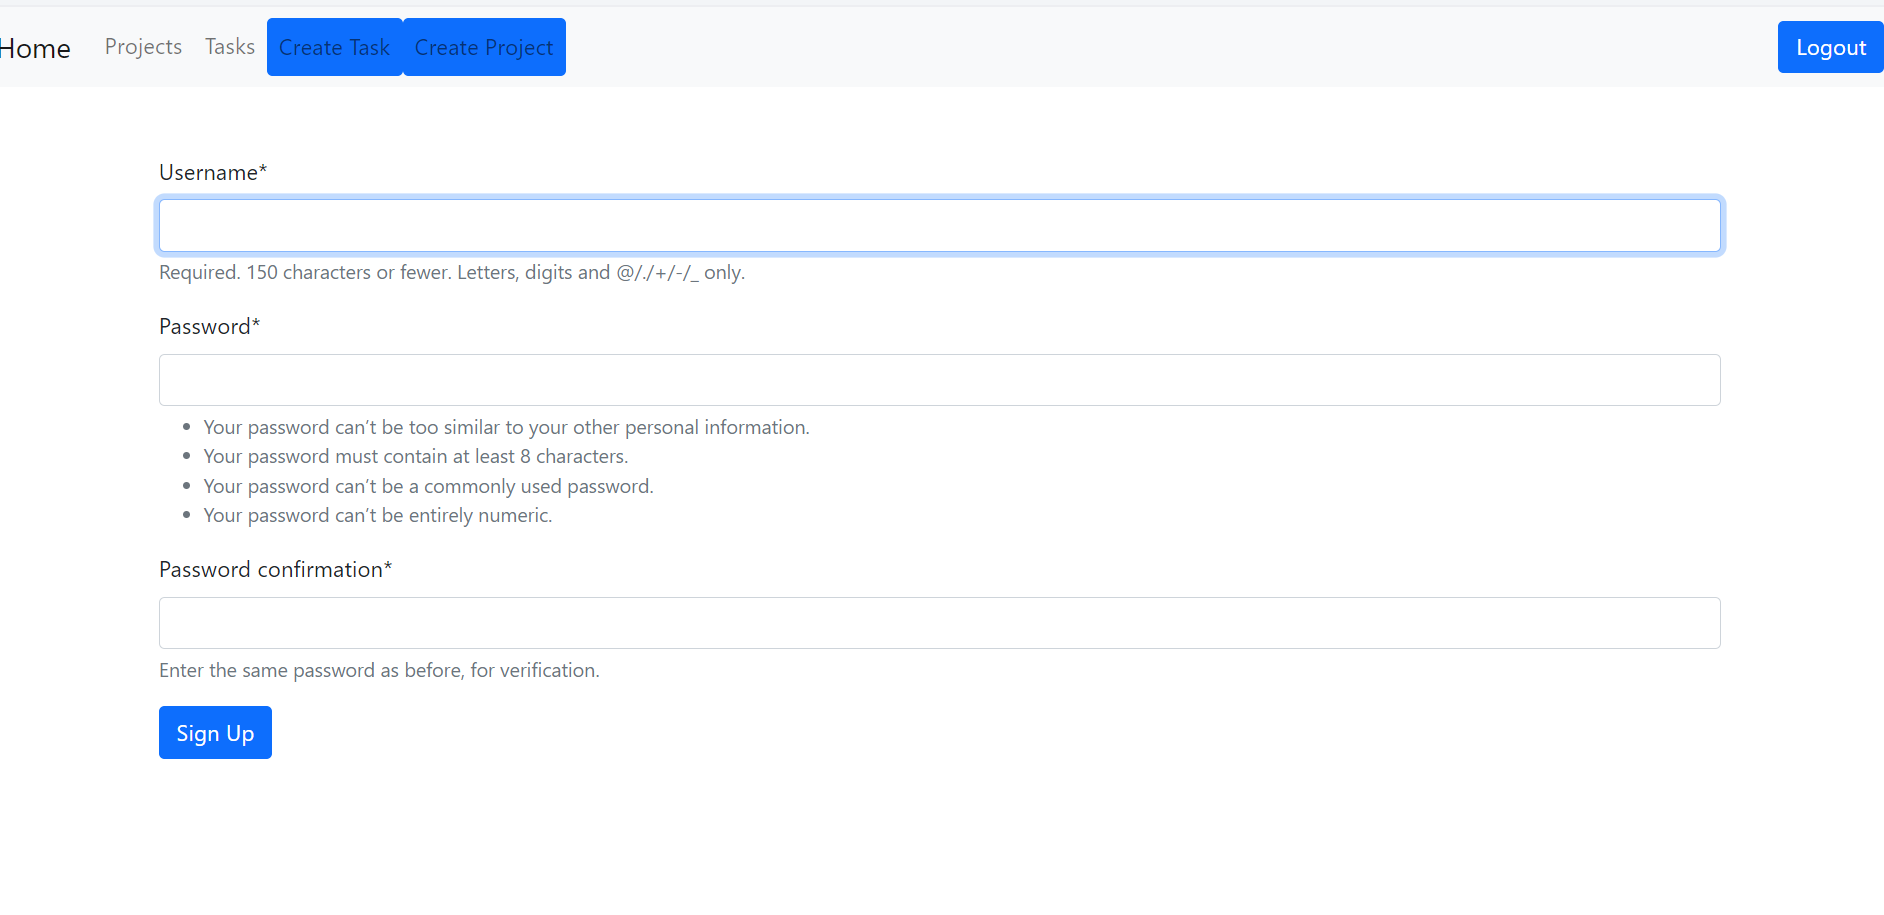 Home Projects Tasks Create Task Create Project Logout
Username*
Required. 150 characters or fewer. Letters, digits and @/./+/-/_ only.
Password*
Your password can’t be too similar to your other personal information.
Your password must contain at least 8 characters.
Your password can’t be a commonly used password.
Your password can’t be entirely numeric.
Password confirmation*
Enter the same password as before, for verification.
Sign Up